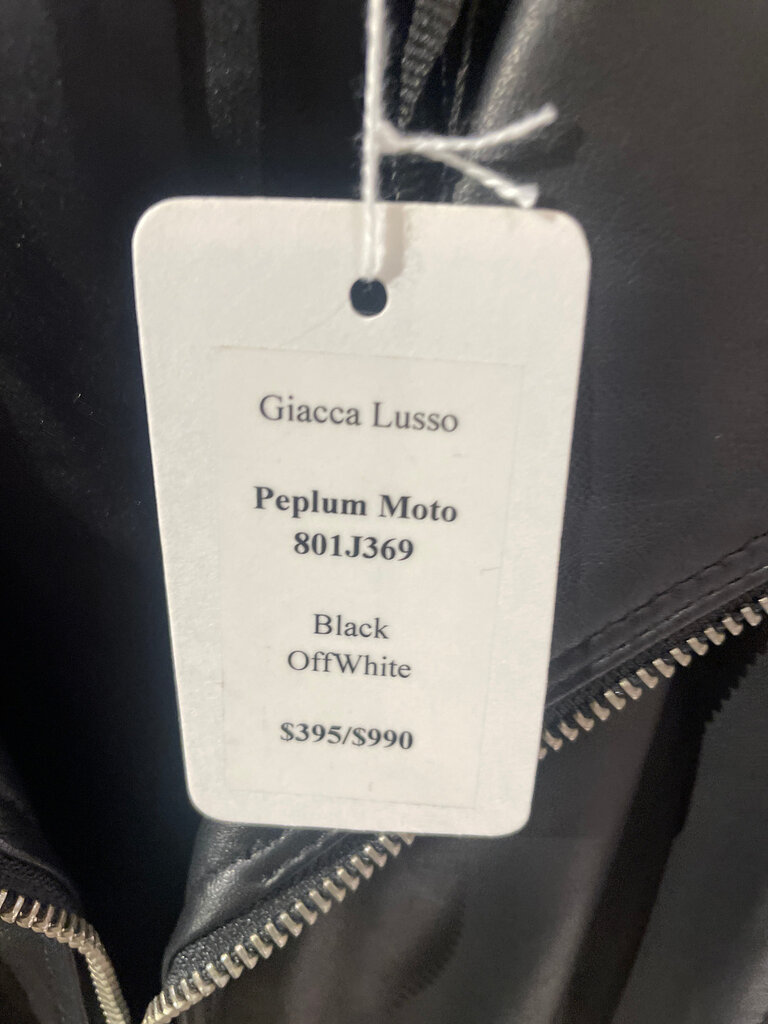 Giacca Lusso
Peplum Moto
801J369
Black
OffWhite
$395/$990